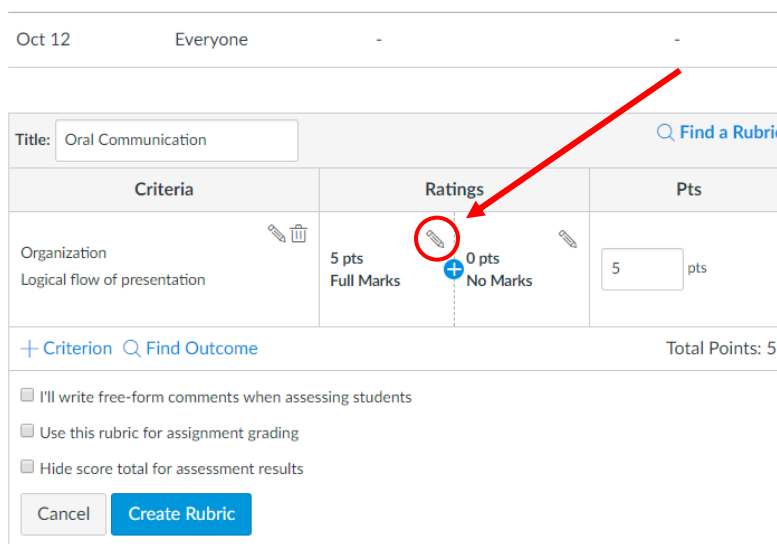 Oct 12 Everyone - -
Title: Oral Communication Find a Rubric
Criteria Ratings Pts
Organization
Logical flow of presentation
5 pts
Full Marks
0 pts
No Marks
5 pts
Criterion Find Outcome Total Points: 5
I'll write free-form comments when assessing students
Use this rubric for assignment grading
Hide score total for assessment results
Cancel Create Rubric